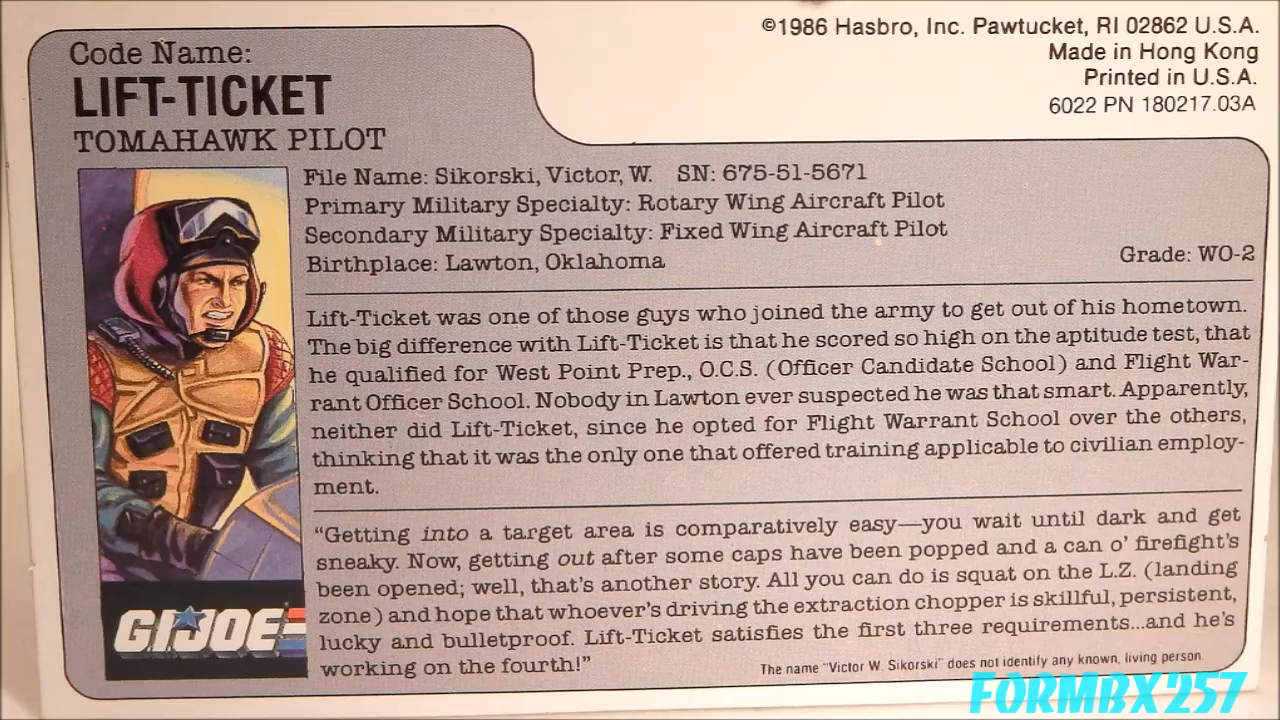 ©1986 Hasbro, Inc. Pawtucket, RI 02862 U.S.A.
Made in Hong Kong
Printed in U.S.A.
6022 PN 180217.03A
Code Name:
LIFT-TICKET
TOMAHAWK PILOT
File Name: Sikorski, Victor, W. SN: 675-51-5671
Primary Military Specialty: Rotary Wing Aircraft Pilot
Secondary Military Specialty: Fixed Wing Aircraft Pilot
Birthplace: Lawton, Oklahoma
Grade: WO-2
Lift-Ticket was one of those guys who joined the army to get out of his hometown.
The big difference with Lift-Ticket is that he scored so high on the aptitude test, that
he qualified for West Point Prep., O.C.S. (Officer Candidate School) and Flight War-
rant Officer School. Nobody in Lawton ever suspected he was that smart. Apparently,
neither did Lift-Ticket, since he opted for Flight Warrant School over the others,
thinking that it was the only one that offered training applicable to civilian employ-
ment.
“Getting into a target area is comparatively easy—you wait until dark and get
sneaky. Now, getting out after some caps have been popped and a can o’ firefight’s
been opened; well, that’s another story. All you can do is squat on the L.Z. (landing
zone) and hope that whoever’s driving the extraction chopper is skillful, persistent,
lucky and bulletproof. Lift-Ticket satisfies the first three requirements...and he’s
working on the fourth!”
The name “Victor W. Sikorski” does not identify any known, living person
GI JOE
FORMBX257